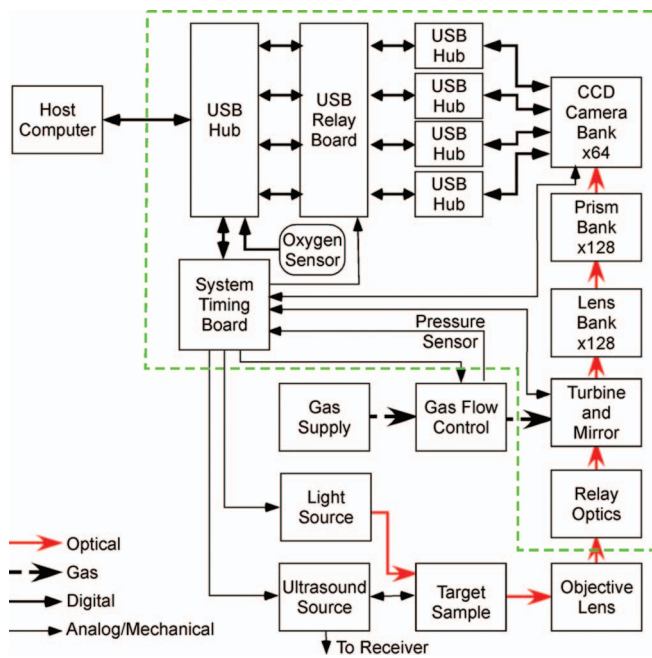 Host
Computer
USB
Hub
USB
Relay
Board
USB
Hub
USB
Hub
USB
Hub
USB
Hub
CCD
Camera
Bank
x64
Oxygen
Sensor
Prism
Bank
x128
System
Timing
Board
Lens
Bank
x128
Pressure
Sensor
Gas
Supply
Gas Flow
Control
Turbine
and
Mirror
Light
Source
Relay
Optics
Ultrasound
Source
Target
Sample
Objective
Lens
To Receiver
Optical
Gas
Digital
Analog/Mechanical